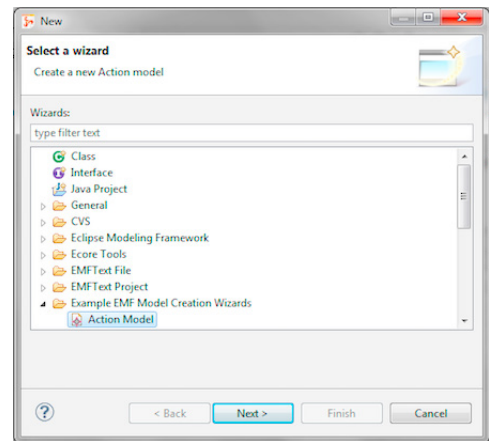 New
Select a wizard
Create a new Action model
Wizards:
type filter text
Class
Interface
Java Project
General
CVS
Eclipse Modeling Framework
Ecore Tools
EMFText File
EMFText Project
Example EMF Model Creation Wizards
Action Model
< Back Next > Finish Cancel